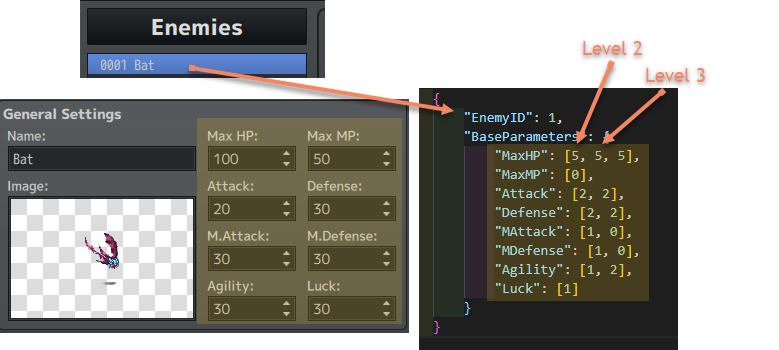 Enemies
0001 Bat
General Settings
Name:
Bat
Image:
Max HP: Max MP:
100 50
Attack: Defense:
20 30
M.Attack: M.Defense:
30 30
Agility: Luck:
30 30
Level 2
Level 3
{
"EnemyID": 1,
"BaseParameters": {
"MaxHP": [5, 5, 5],
"MaxMP": [0],
"Attack": [2, 2],
"Defense": [2, 2],
"MAttack": [1, 0],
"MDefense": [1, 0],
"Agility": [1, 2],
"Luck": [1]
}
}